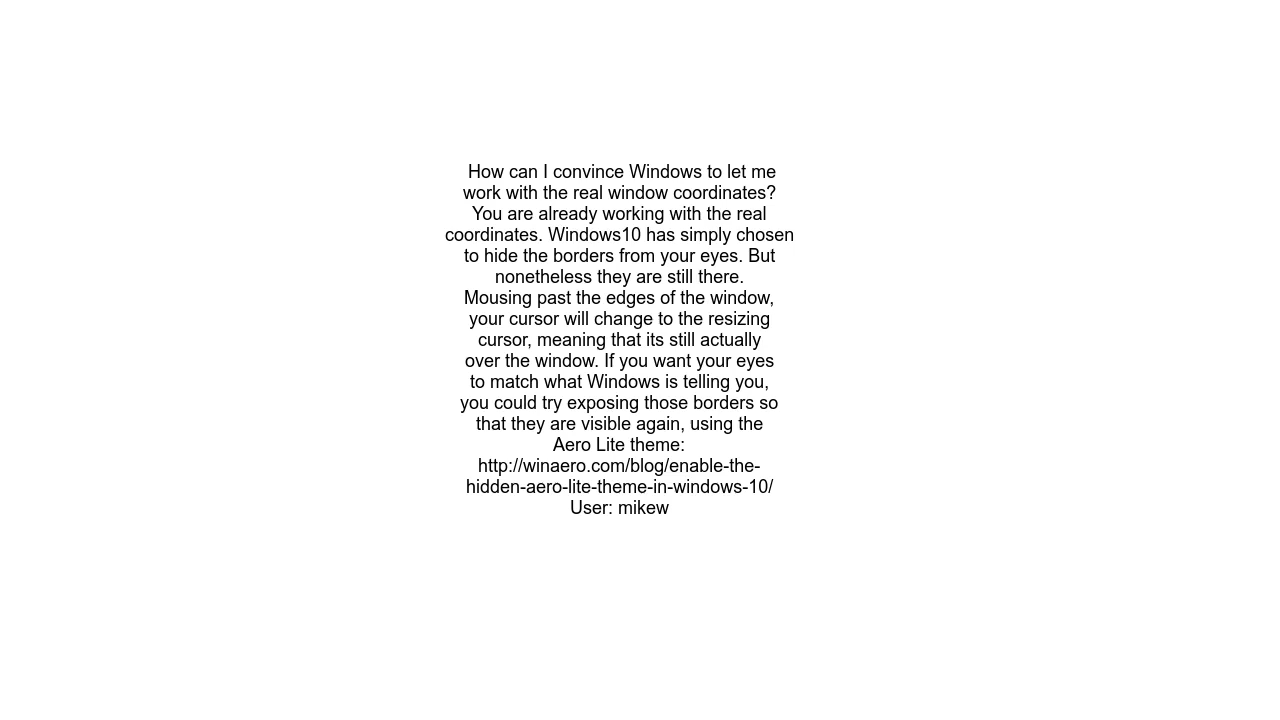 How can I convince Windows to let me
work with the real window coordinates?
You are already working with the real
coordinates. Windows10 has simply chosen
to hide the borders from your eyes. But
nonetheless they are still there.
Mousing past the edges of the window,
your cursor will change to the resizing
cursor, meaning that its still actually
over the window. If you want your eyes
to match what Windows is telling you,
you could try exposing those borders so
that they are visible again, using the
Aero Lite theme:
http://winaero.com/blog/enable-the-
hidden-aero-lite-theme-in-windows-10/
User: mikew